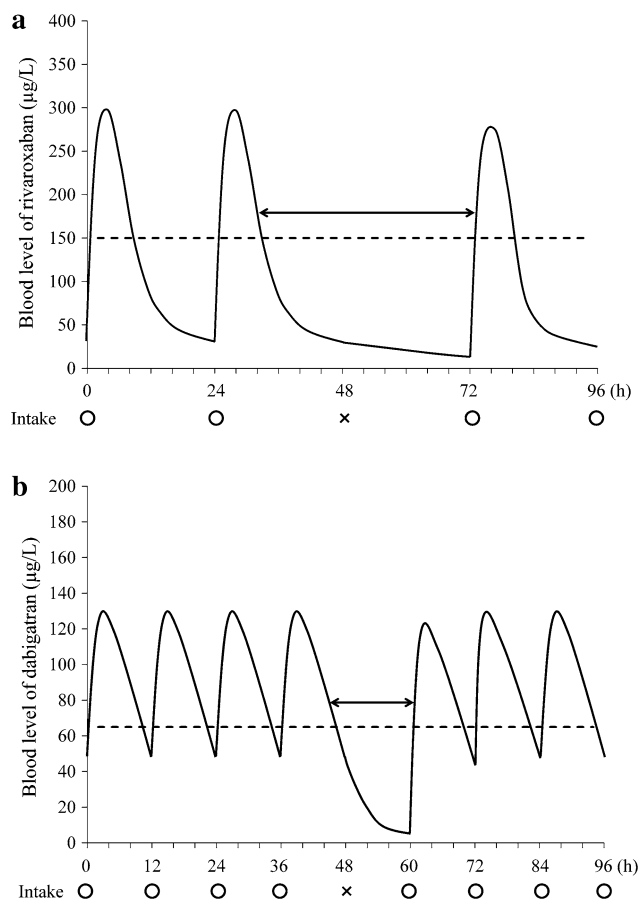 a
400
350
300
250
200
150
100
50
0
Blood level of rivaroxaban (µg/L)
0 24 48 72 96 (h)
Intake ○ ○ × ○ ○
b
200
180
160
140
120
100
80
60
40
20
0
Blood level of dabigatran (µg/L)
0 12 24 36 48 60 72 84 96 (h)
Intake ○ ○ ○ ○ × ○ ○ ○ ○